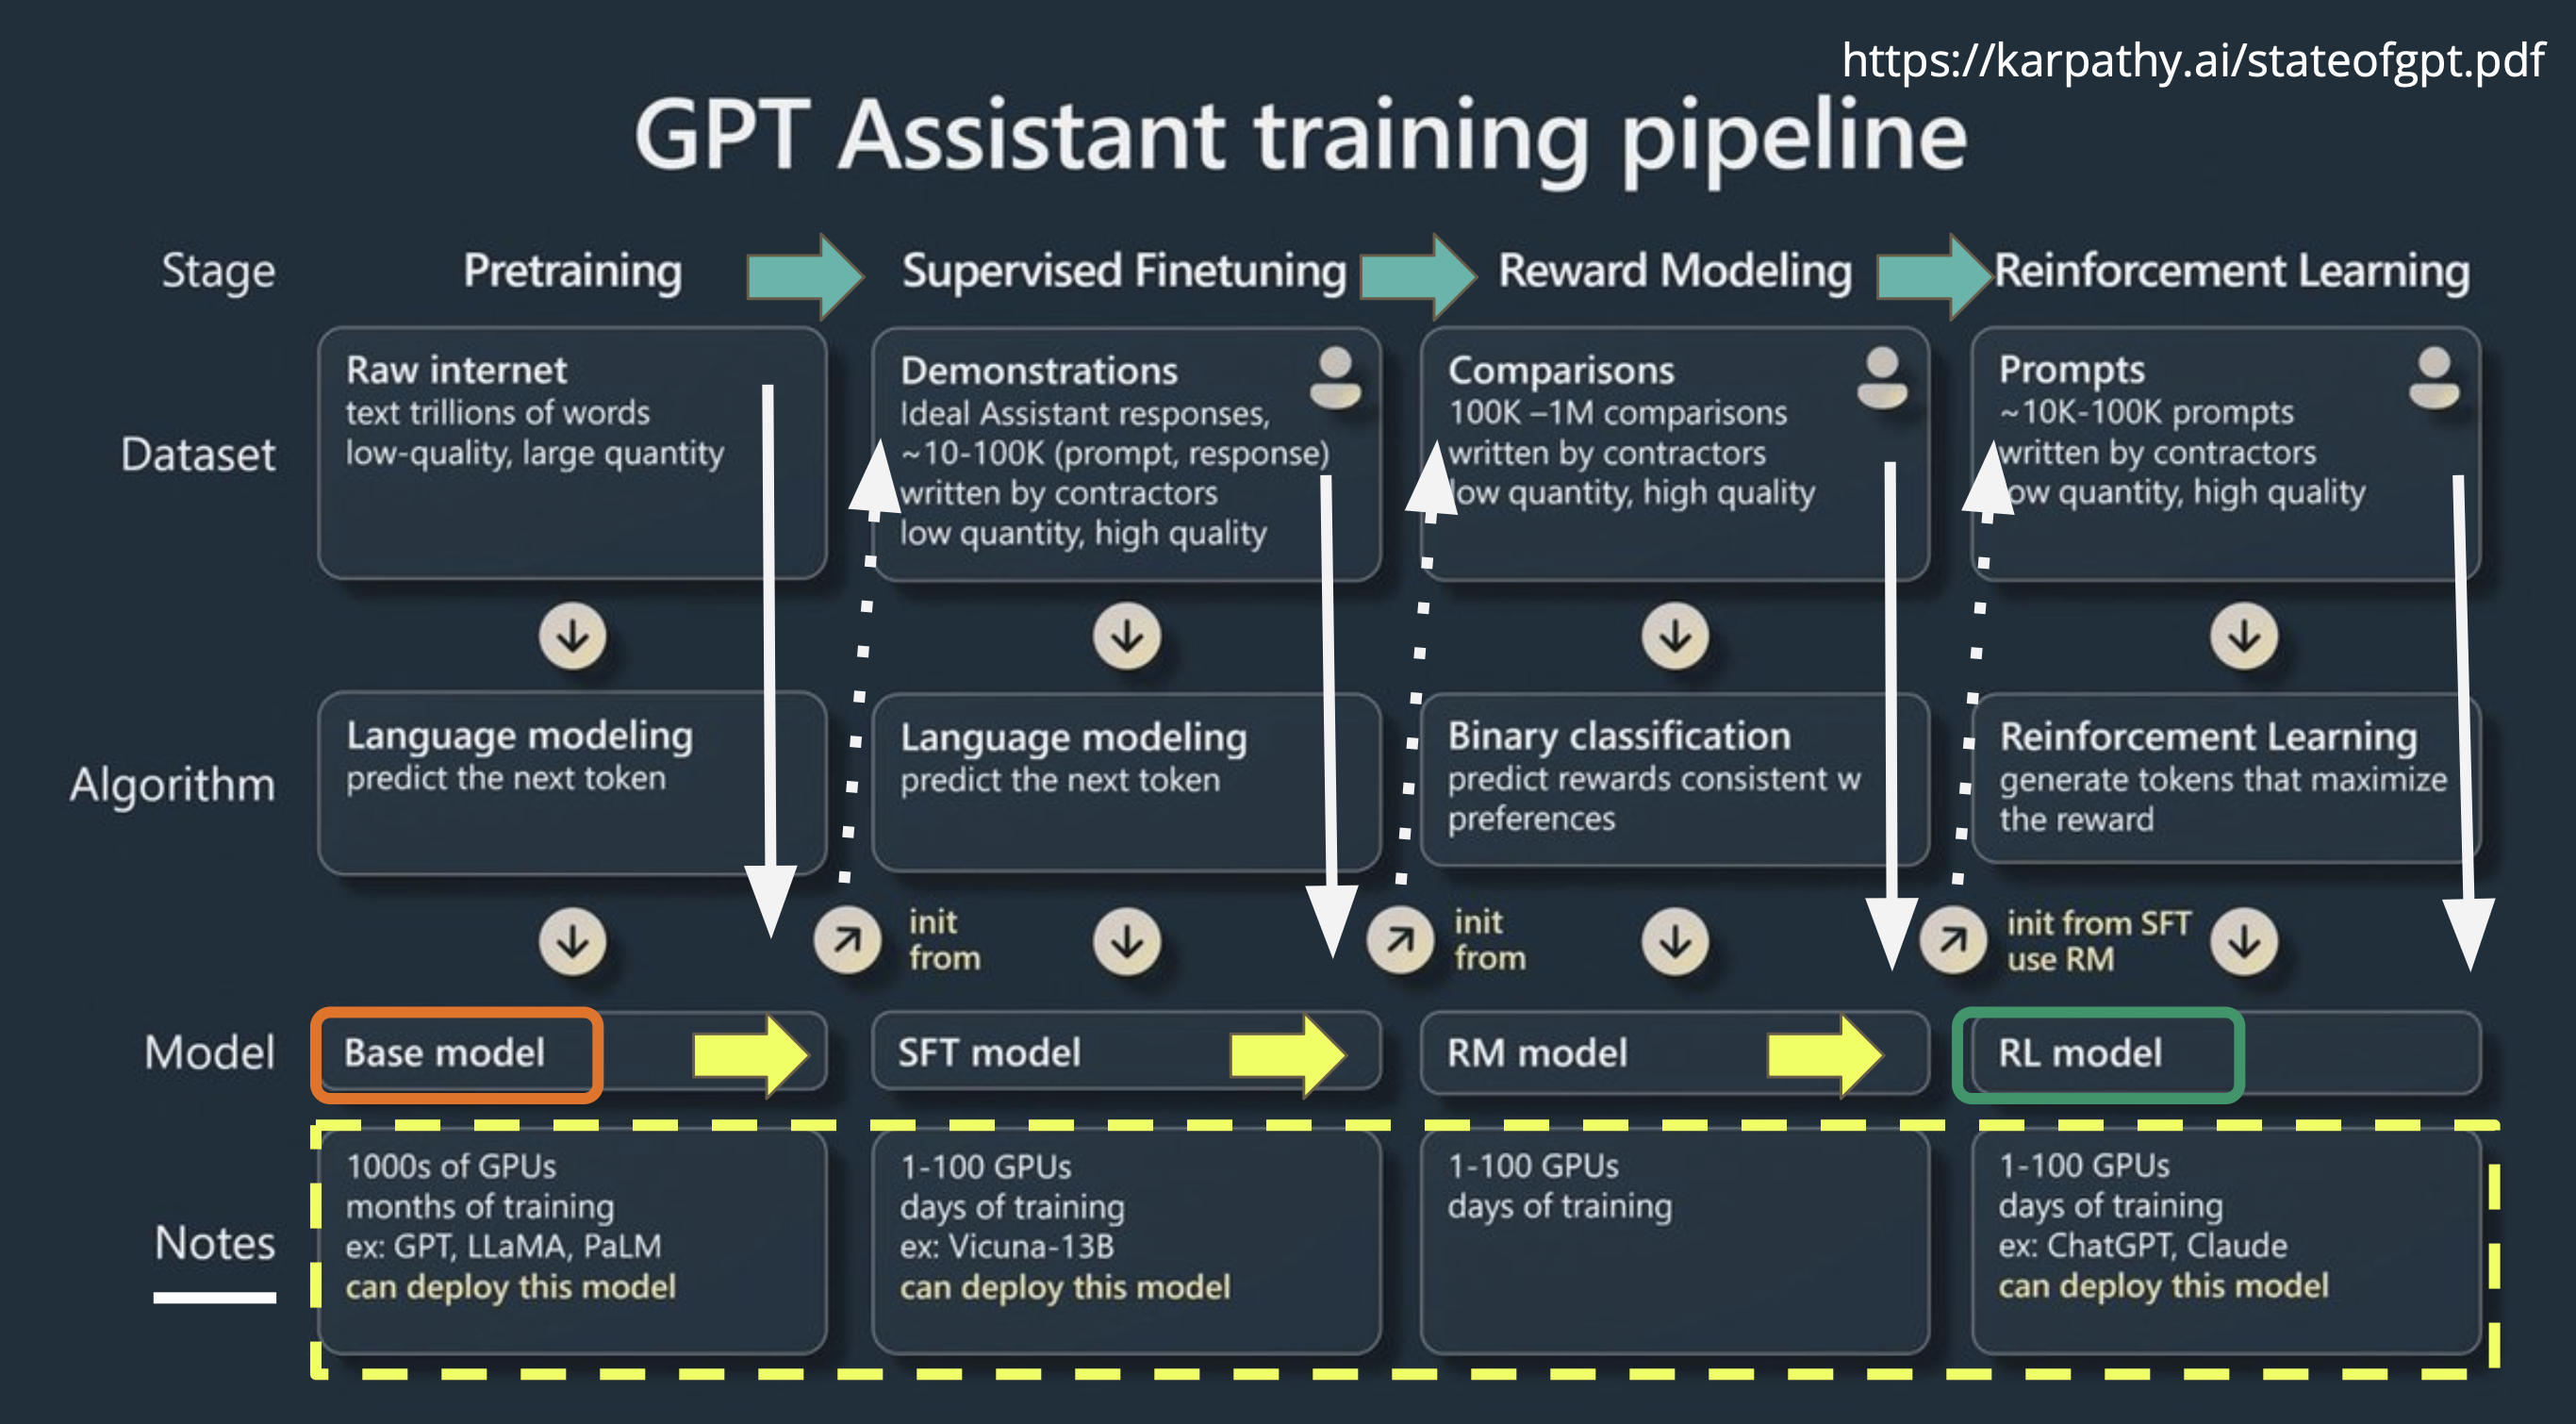 https://karpathy.ai/stateofgpt.pdf
GPT Assistant training pipeline
Stage
Pretraining
Supervised Finetuning
Reward Modeling
Reinforcement Learning
Dataset
Raw internet
text trillions of words
low-quality, large quantity
Demonstrations
Ideal Assistant responses,
~10-100K (prompt, response)
written by contractors
low quantity, high quality
Comparisons
100K –1M comparisons
written by contractors
low quantity, high quality
Prompts
~10K-100K prompts
written by contractors
low quantity, high quality
Algorithm
Language modeling
predict the next token
Language modeling
predict the next token
Binary classification
predict rewards consistent w
preferences
Reinforcement Learning
generate tokens that maximize
the reward
init
from
init
from
init from SFT
use RM
Model
Base model
SFT model
RM model
RL model
Notes
1000s of GPUs
months of training
ex: GPT, LLaMA, PaLM
can deploy this model
1-100 GPUs
days of training
ex: Vicuna-13B
can deploy this model
1-100 GPUs
days of training
1-100 GPUs
days of training
ex: ChatGPT, Claude
can deploy this model